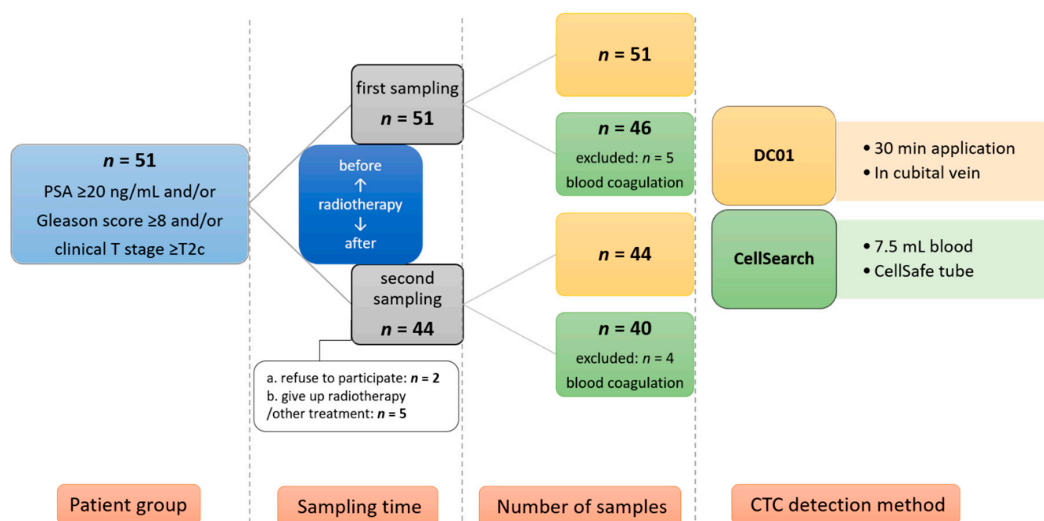 n = 51
PSA ≥20 ng/mL and/or
Gleason score ≥8 and/or
clinical T stage ≥T2c
first sampling
n = 51
before
↑
radiotherapy
↓
after
second
sampling
n = 44
a. refuse to participate: n = 2
b. give up radiotherapy
/other treatment: n = 5
n = 51
n = 46
excluded: n = 5
blood coagulation
n = 44
n = 40
excluded: n = 4
blood coagulation
DC01
• 30 min application
• In cubital vein
CellSearch
• 7.5 mL blood
• CellSafe tube
Patient group
Sampling time
Number of samples
CTC detection method